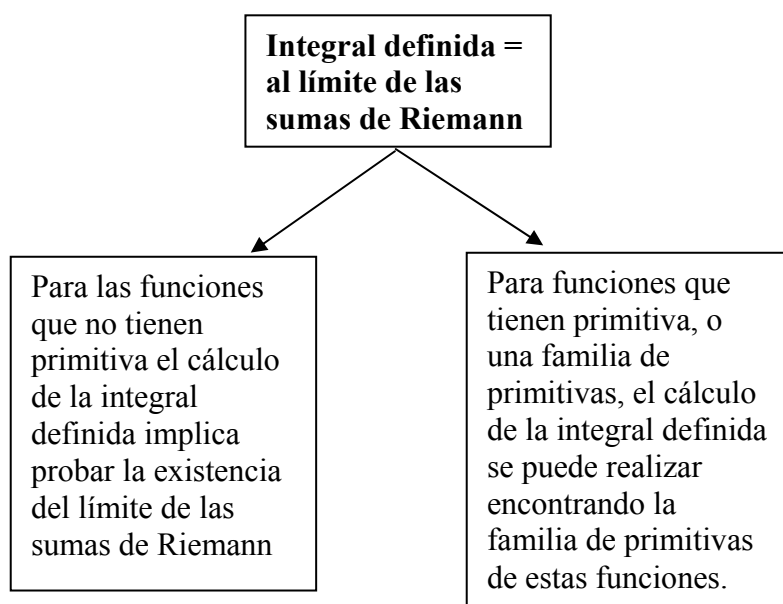 Integral definida =
al límite de las
sumas de Riemann
Para las funciones
que no tienen
primitiva el cálculo
de la integral
definida implica
probar la existencia
del límite de las
sumas de Riemann
Para funciones que
tienen primitiva, o
una familia de
primitivas, el cálculo
de la integral definida
se puede realizar
encontrando la
familia de primitivas
de estas funciones.